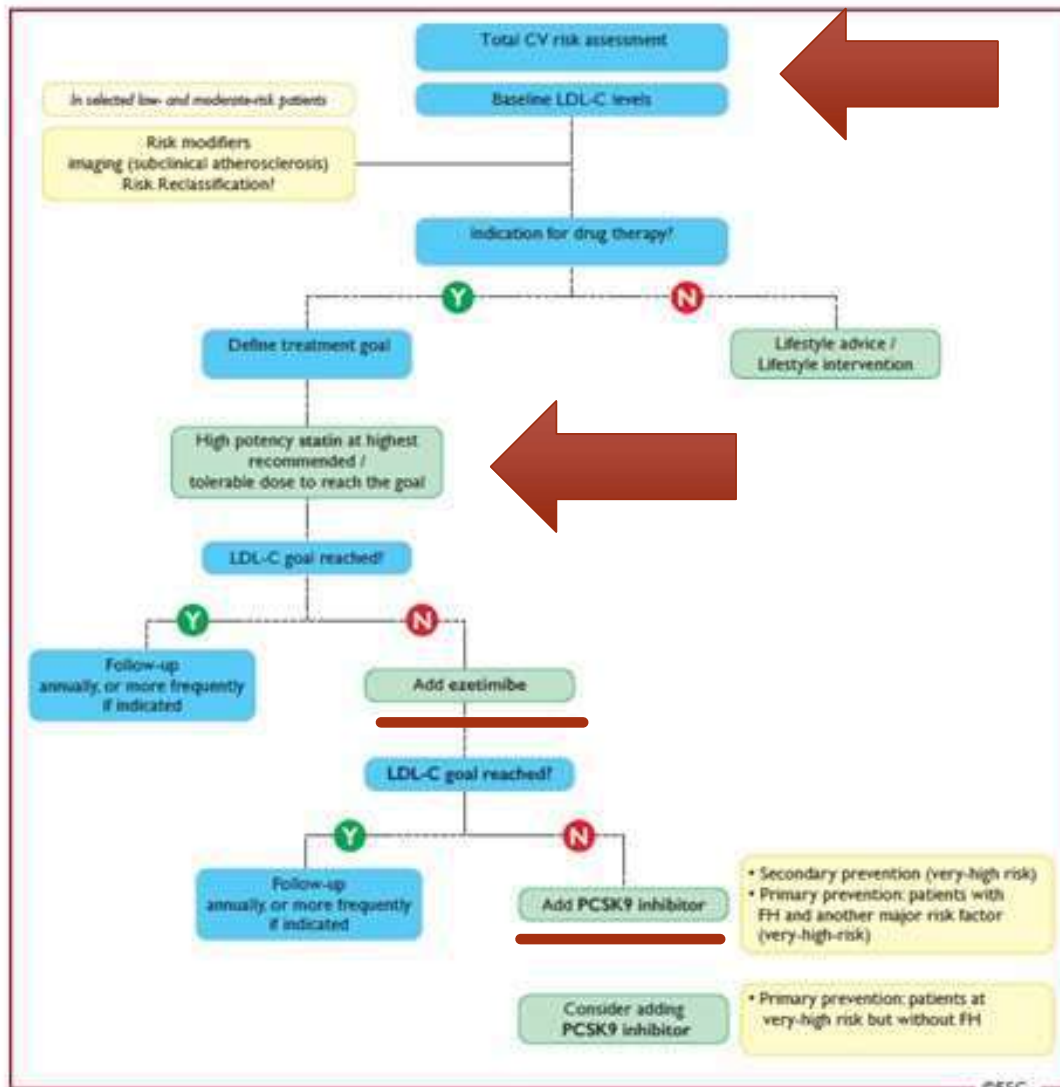 Total CV risk assessment
Baseline LDL-C levels
In selected low- and moderate-risk patients
Risk modifiers
imaging (subclinical atherosclerosis)
Risk Reclassification?
Indication for drug therapy?
Y
N
Define treatment goal
Lifestyle advice /
Lifestyle intervention
High potency statin at highest
recommended /
tolerable dose to reach the goal
LDL-C goal reached?
Y
N
Follow-up
annually, or more frequently
if indicated
Add ezetimibe
LDL-C goal reached?
Y
N
Follow-up
annually, or more frequently
if indicated
Add PCSK9 inhibitor
• Secondary prevention (very-high risk)
• Primary prevention: patients with
FH and another major risk factor
(very-high-risk)
Consider adding
PCSK9 inhibitor
• Primary prevention: patients at
very-high risk but without FH
©ESC